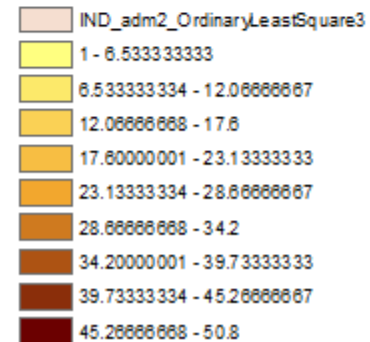 IND_adm2_OrdinaryLeastSquare3
1 - 6.533333333
6.533333334 - 12.06666667
12.06666668 - 17.6
17.60000001 - 23.13333333
23.13333334 - 28.66666667
28.66666668 - 34.2
34.20000001 - 39.73333333
39.73333334 - 45.26666667
45.26666668 - 50.8